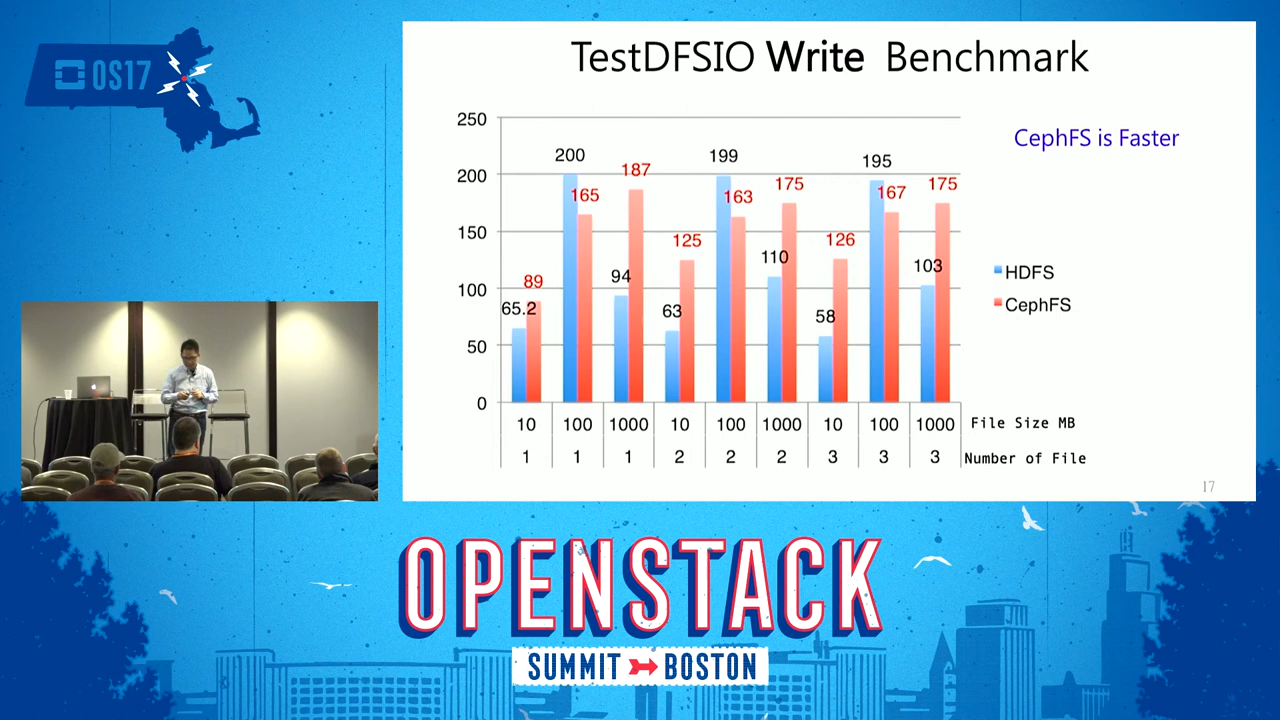 OS17
TestDFSIO Write Benchmark
CephFS is Faster
250
200
150
100
50
0
65.2
89
200
165
94
187
63
125
199
163
110
175
58
126
195
167
103
175
HDFS
CephFS
10 100 1000 10 100 1000 10 100 1000 File Size MB
1 1 1 2 2 2 3 3 3 Number of File
17
OPENSTACK
SUMMIT BOSTON